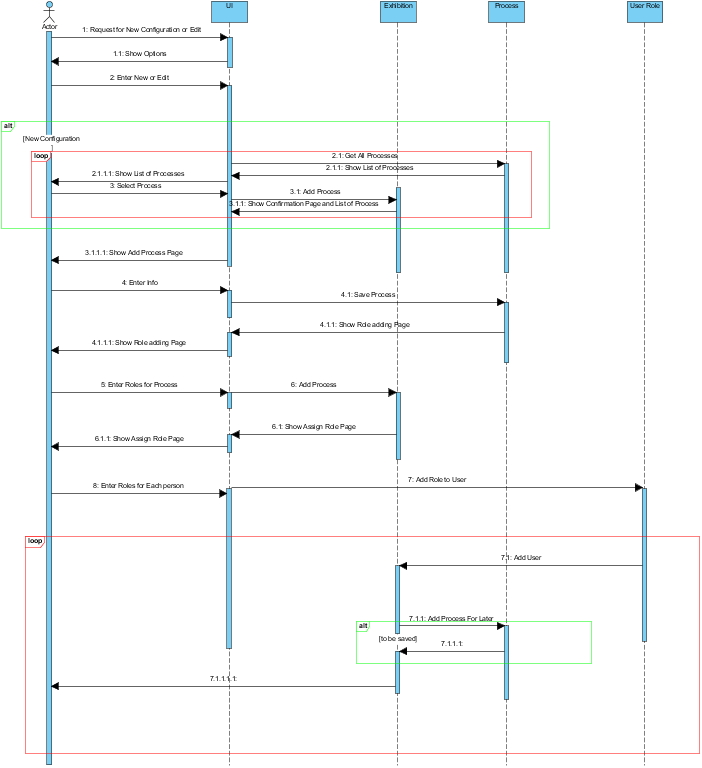 UI
Exhibition
Process
User Role
Actor
1: Request for New Configuration or Edit
1.1: Show Options
2: Enter New or Edit
alt
[New Configuration
]
loop
2.1: Get All Processes
2.1.1: Show List of Processes
2.1.1.1: Show List of Processes
3: Select Process
3.1: Add Process
3.1.1: Show Confirmation Page and List of Process
3.1.1.1: Show Add Process Page
4: Enter Info
4.1: Save Process
4.1.1: Show Role adding Page
4.1.1.1: Show Role adding Page
5: Enter Roles for Process
6: Add Process
6.1: Show Assign Role Page
6.1.1: Show Assign Role Page
7: Add Role to User
8: Enter Roles for Each person
loop
7.1: Add User
7.1.1: Add Process For Later
alt
[to be saved]
7.1.1.1:
7.1.1.1.1: